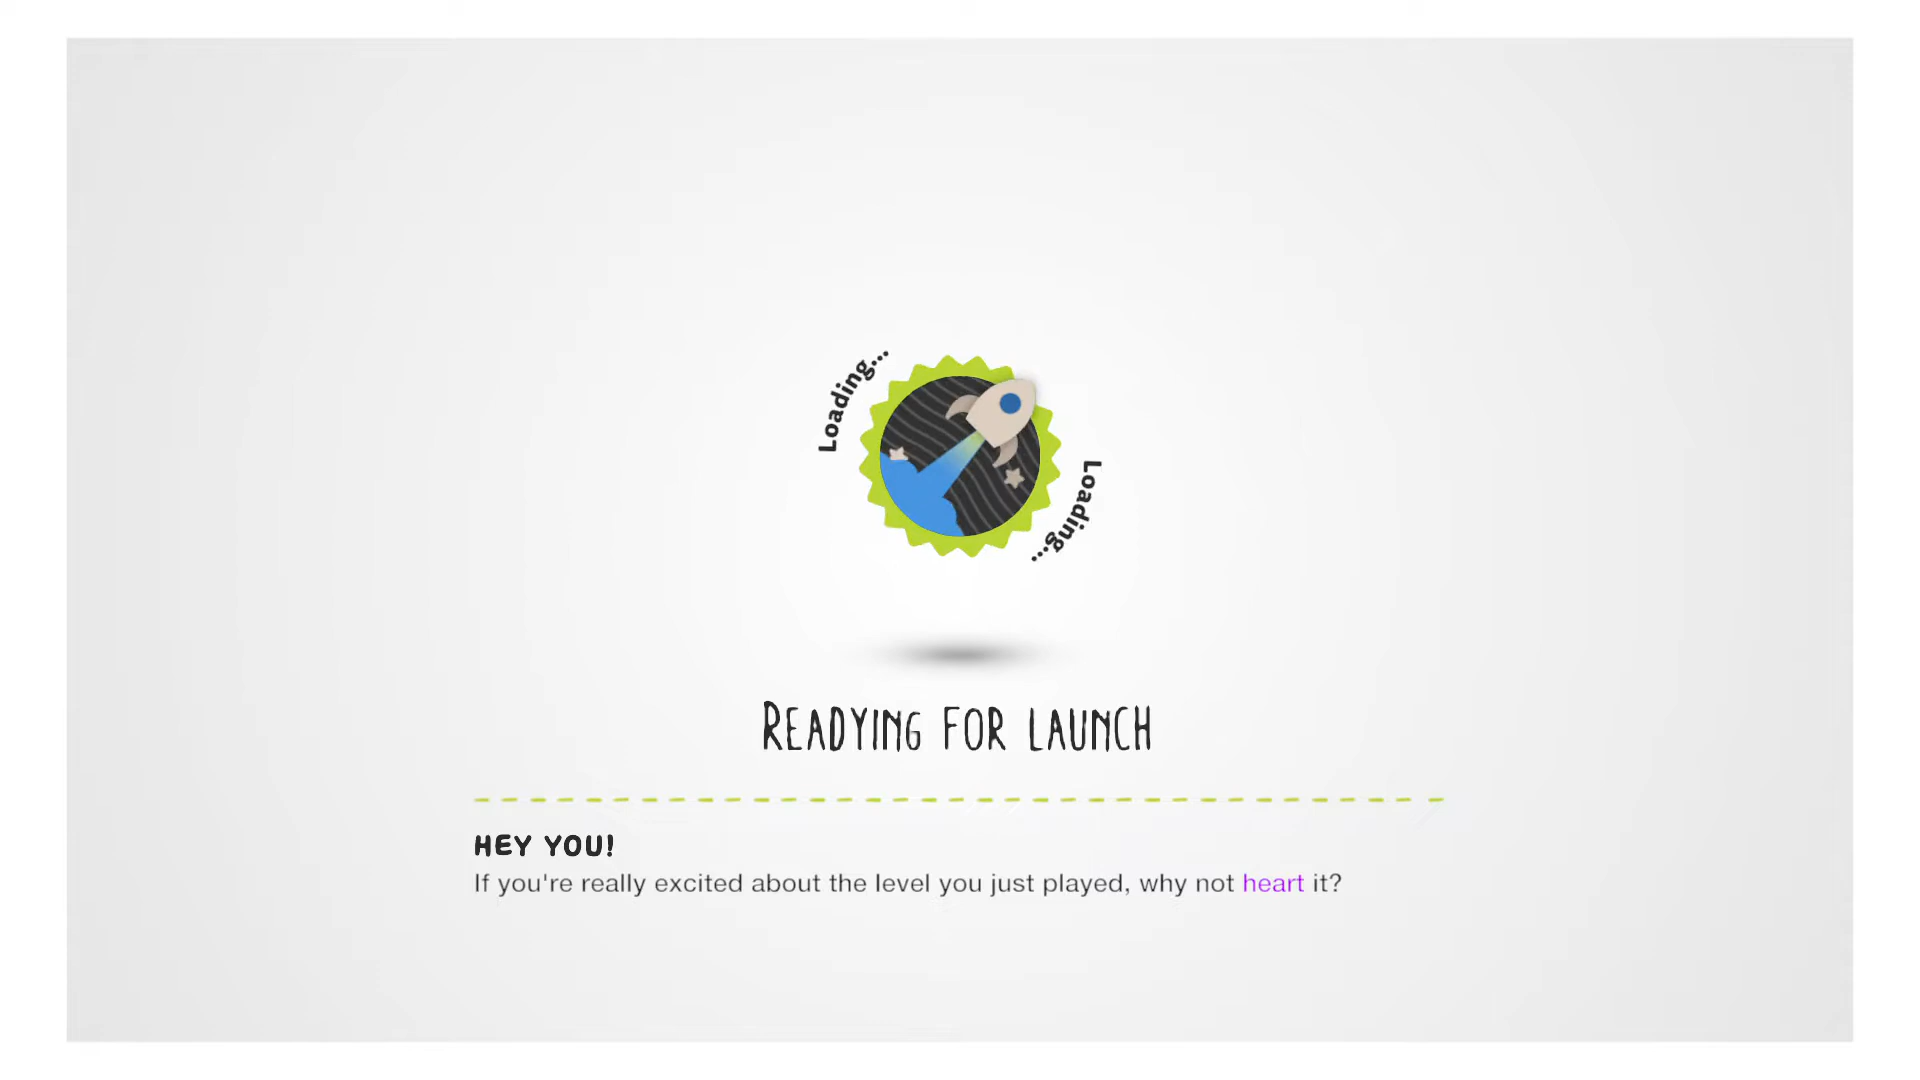 Loading...
Loading...
READYING FOR LAUNCH
HEY YOU!
If you're really excited about the level you just played, why not heart it?